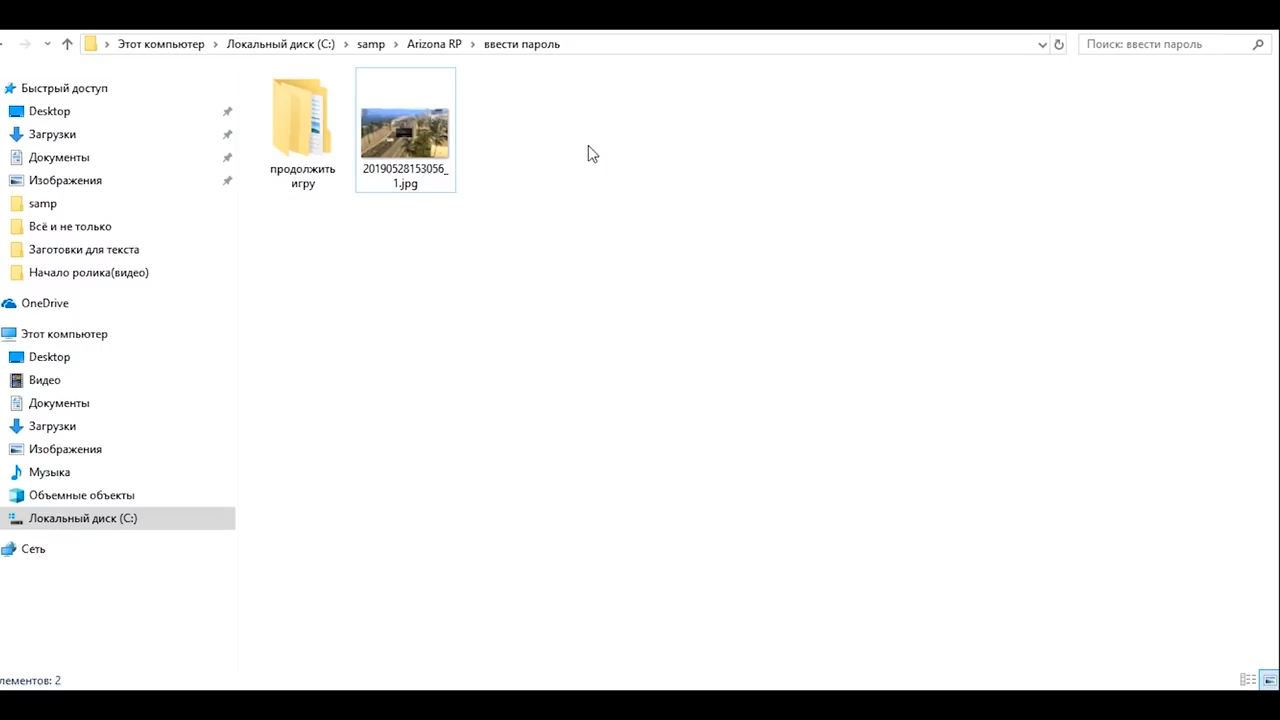 Этот компьютер › Локальный диск (C:) › samp › Arizona RP › ввести пароль
Поиск: ввести пароль
Быстрый доступ
Desktop
Загрузки
Документы
Изображения
samp
Всё и не только
Заготовки для текста
Начало ролика(видео)
OneDrive
Этот компьютер
Desktop
Видео
Документы
Загрузки
Изображения
Музыка
Объемные объекты
Локальный диск (C:)
Сеть
продолжить
игру
20190528153056_
1.jpg
лементов: 2